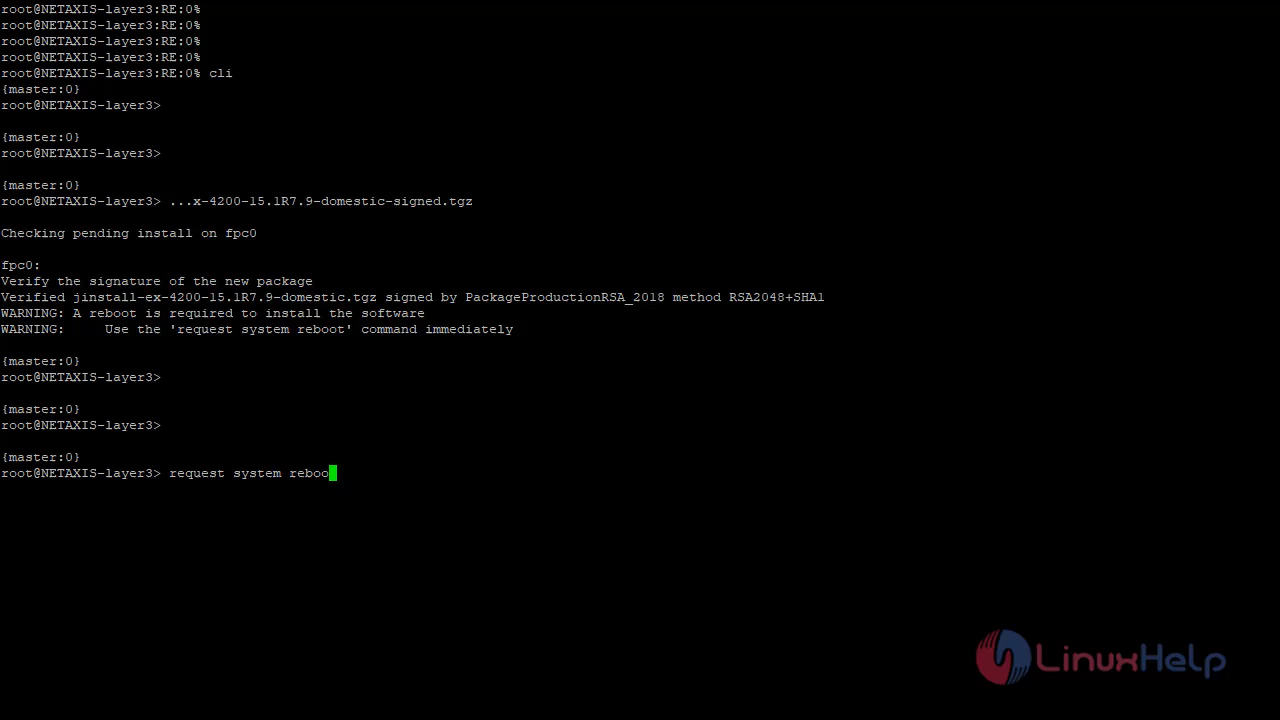 root@NETAXIS-layer3:RE:0%
root@NETAXIS-layer3:RE:0%
root@NETAXIS-layer3:RE:0%
root@NETAXIS-layer3:RE:0%
root@NETAXIS-layer3:RE:0% cli
{master:0}
root@NETAXIS-layer3>
{master:0}
root@NETAXIS-layer3>
{master:0}
root@NETAXIS-layer3> ...x-4200-15.1R7.9-domestic-signed.tgz
Checking pending install on fpc0
fpc0:
Verify the signature of the new package
Verified jinstall-ex-4200-15.1R7.9-domestic.tgz signed by PackageProductionRSA_2018 method RSA2048+SHA1
WARNING: A reboot is required to install the software
WARNING:     Use the 'request system reboot' command immediately
{master:0}
root@NETAXIS-layer3>
{master:0}
root@NETAXIS-layer3>
{master:0}
root@NETAXIS-layer3> request system reboo
LinuxHelp